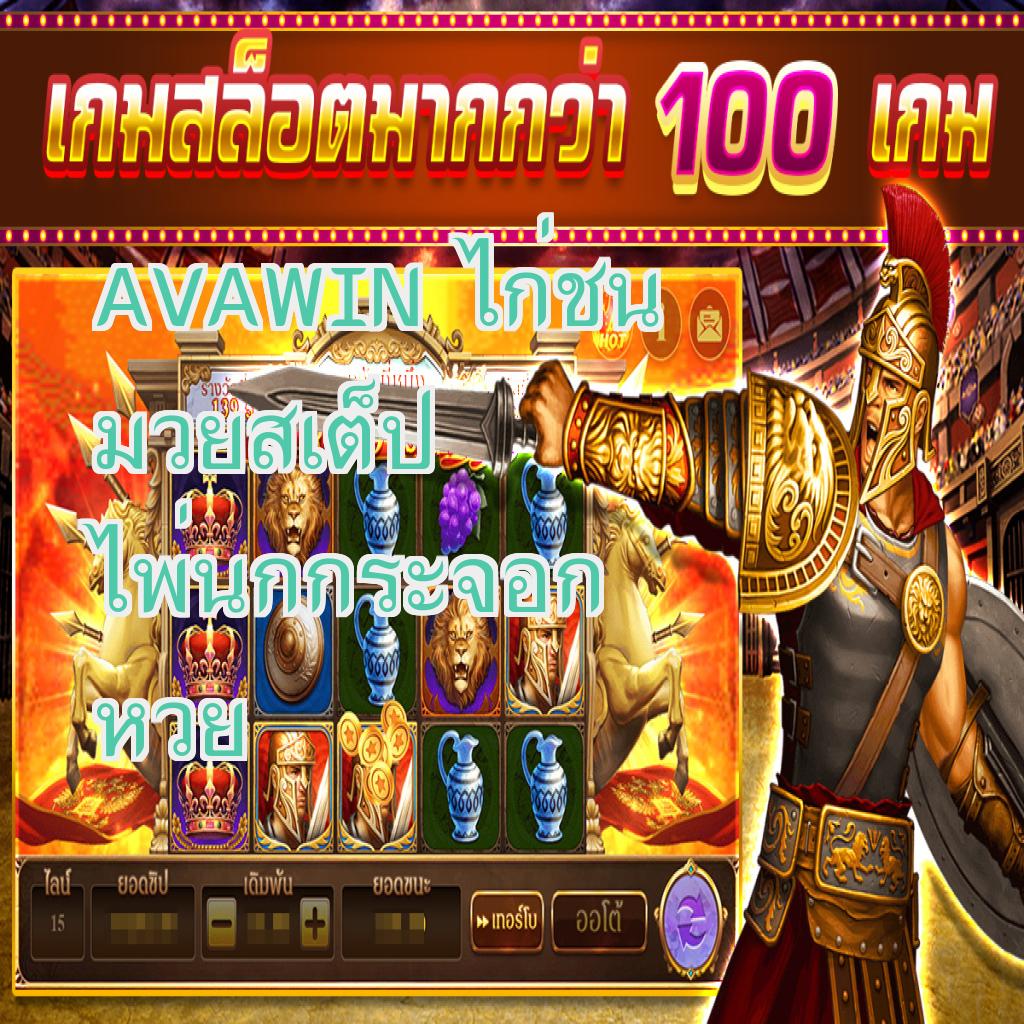 เกมสล็อตมากกว่า 100 เกม
AVAWIN ไก่ชน
HOT
มวยสเต็ป
ไพ่นกกระจอก
หวย
ไลน์ ยอดชิป เดิมพัน ยอดชนะ
15 เทอร์โบ ออโต้